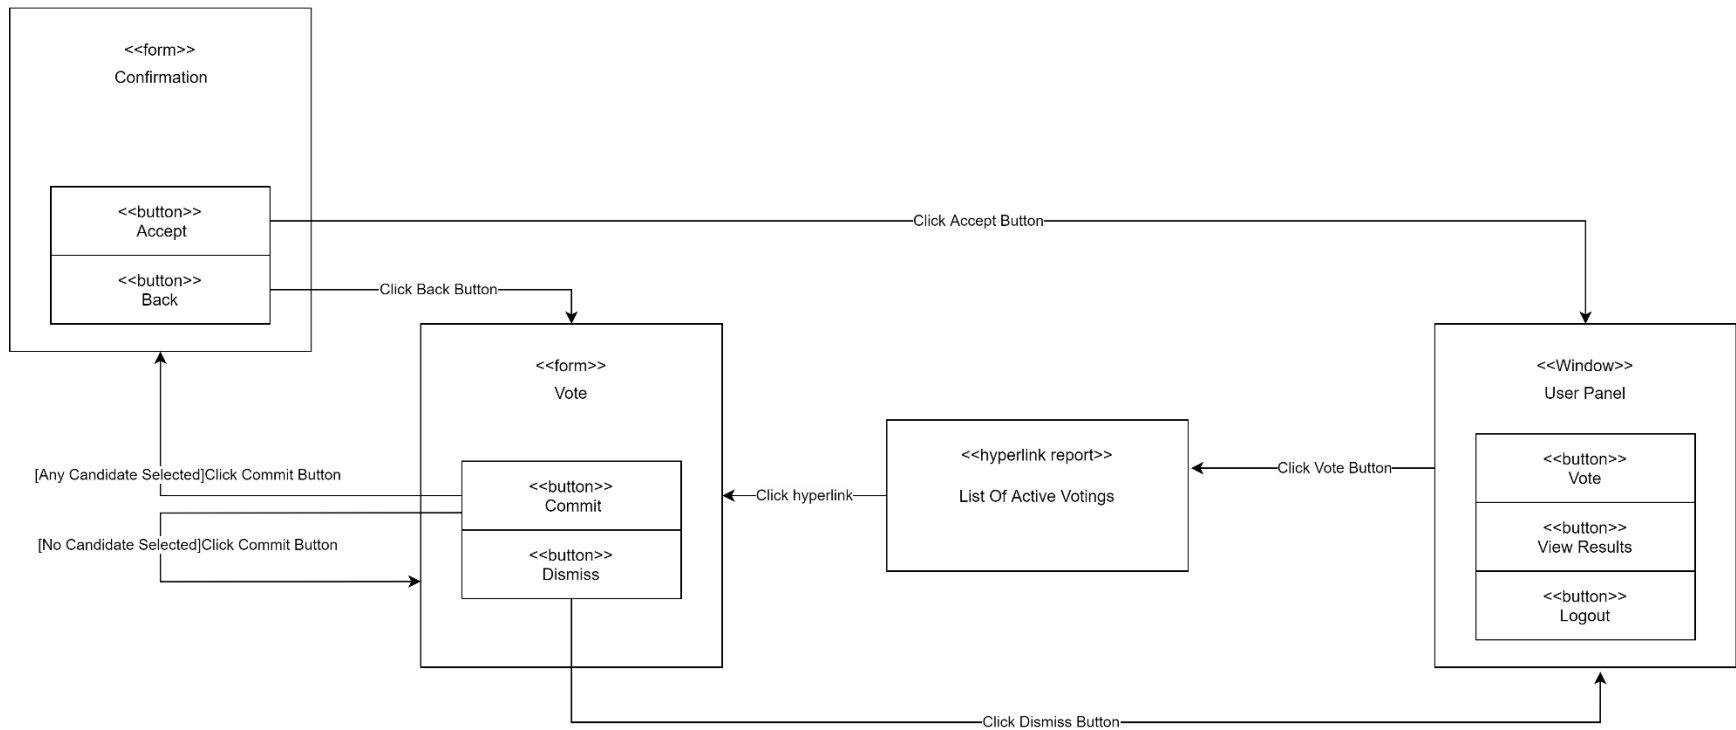 <<form>>
Confirmation
<<button>>
Accept
<<button>>
Back
Click Accept Button
Click Back Button
<<form>>
Vote
<<button>>
Commit
<<button>>
Dismiss
[Any Candidate Selected]Click Commit Button
[No Candidate Selected]Click Commit Button
Click hyperlink
<<hyperlink report>>
List Of Active Votings
Click Vote Button
<<Window>>
User Panel
<<button>>
Vote
<<button>>
View Results
<<button>>
Logout
Click Dismiss Button